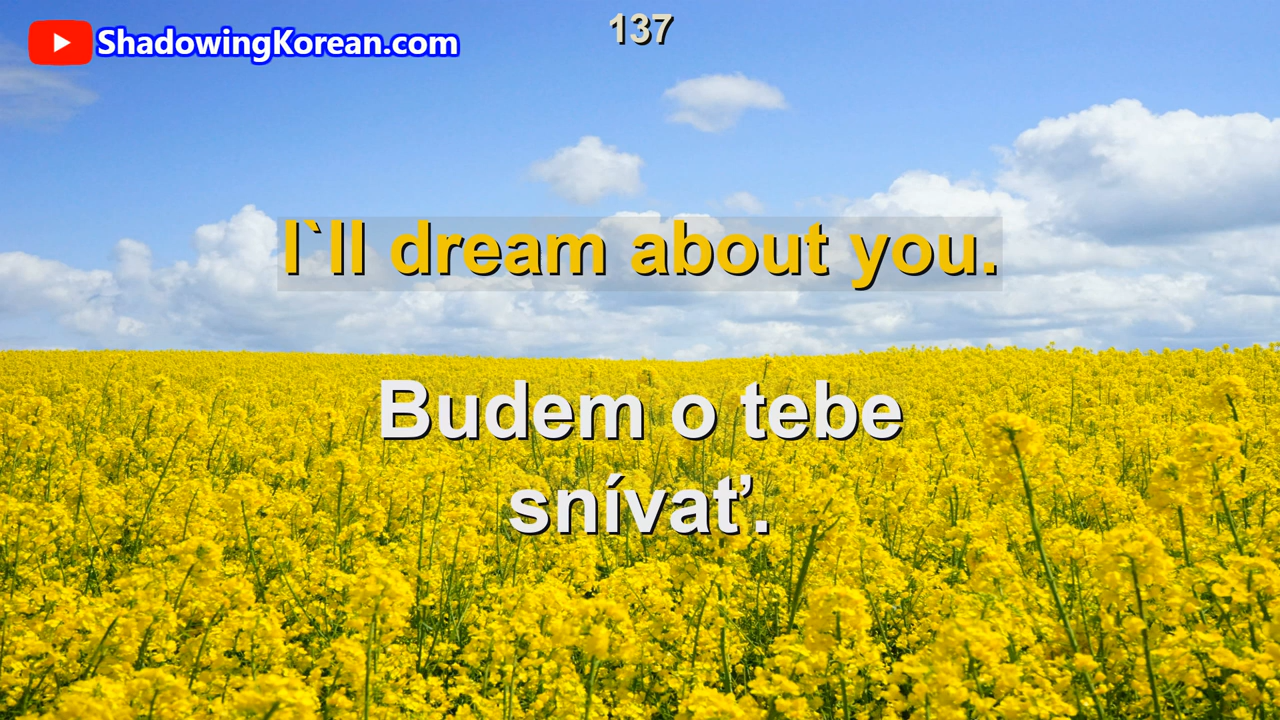 ShadowingKorean.com
137
I`ll dream about you.
Budem o tebe
snívať.